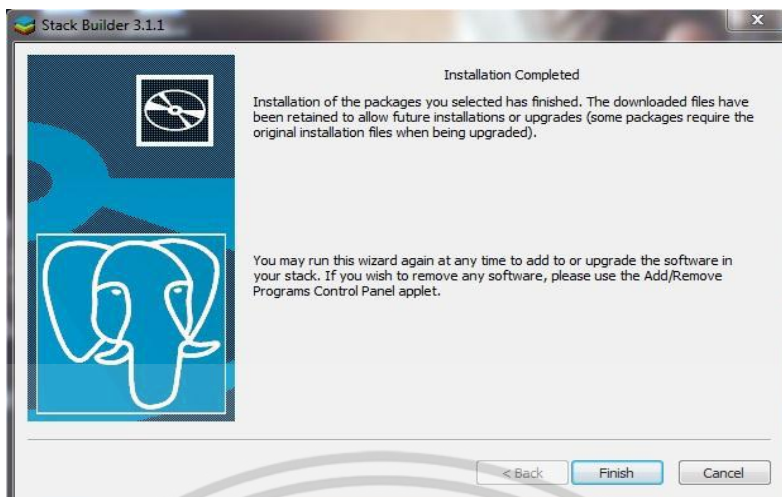 Stack Builder 3.1.1
X
Installation Completed
Installation of the packages you selected has finished. The downloaded files have
been retained to allow future installations or upgrades (some packages require the
original installation files when being upgraded).
You may run this wizard again at any time to add to or upgrade the software in
your stack. If you wish to remove any software, please use the Add/Remove
Programs Control Panel applet.
< Back Finish Cancel